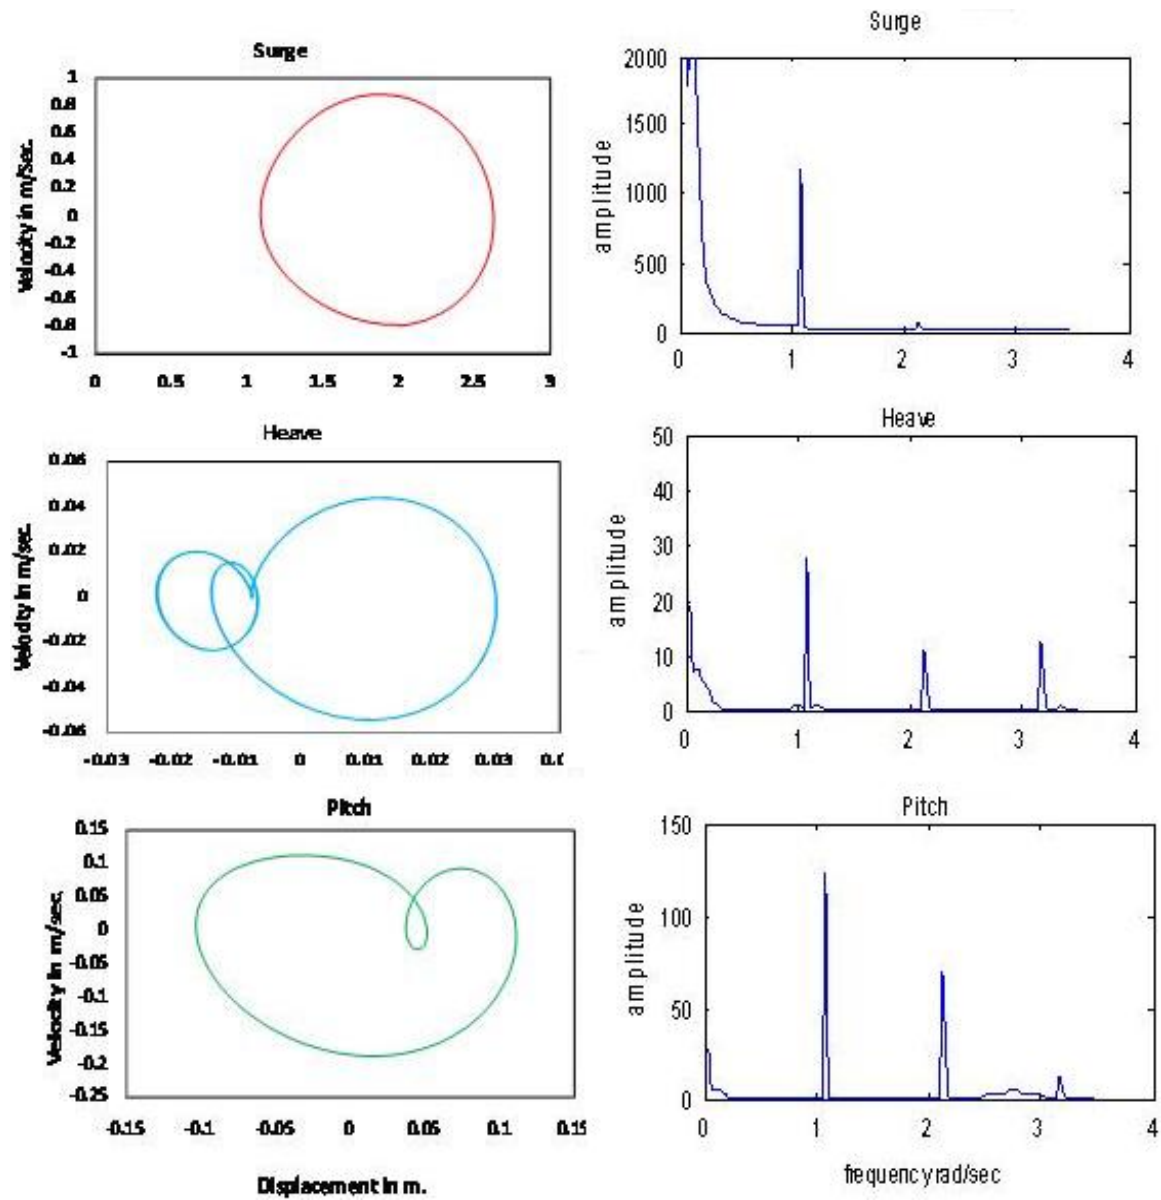 Surge
1
0.8
0.6
0.4
0.2
0
-0.2
-0.4
-0.6
-0.8
-1
Velocity in m/Sec.
0 0.5 1 1.5 2 2.5 3
Surge
2000
1500
1000
500
0
amplitude
0 1 2 3 4
Heave
0.06
0.04
0.02
0
-0.02
-0.04
-0.06
Velocity in m/sec.
-0.03 -0.02 -0.01 0 0.01 0.02 0.03
Heave
50
40
30
20
10
0
amplitude
0 1 2 3 4
Pitch
0.15
0.1
0.05
0
-0.05
-0.1
-0.15
-0.2
-0.25
Velocity in m/sec.
-0.15 -0.1 -0.05 0 0.05 0.1 0.15
Displacement in m.
Pitch
150
100
50
0
amplitude
0 1 2 3 4
frequency rad/sec